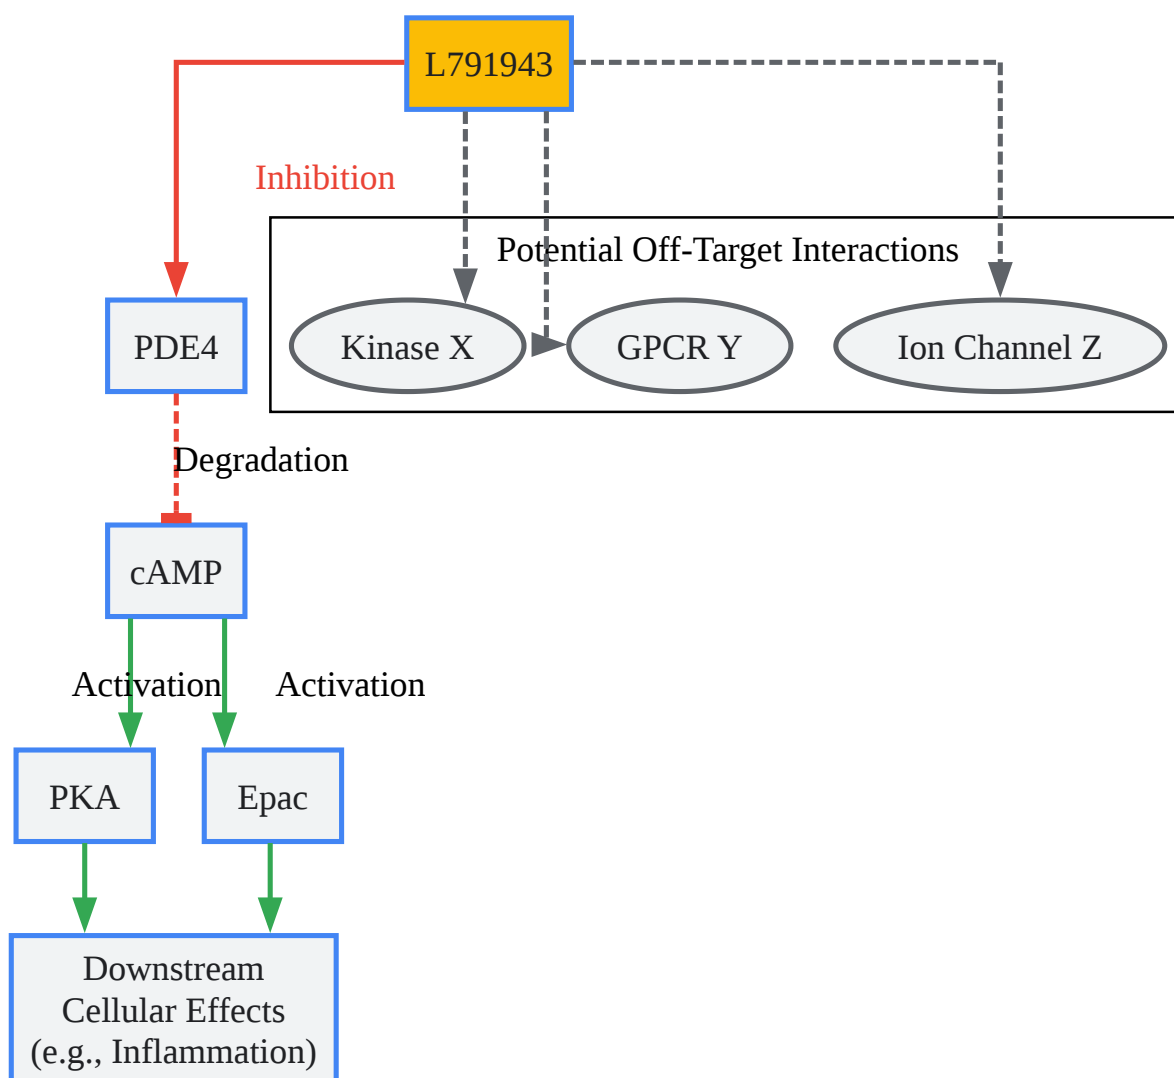 L791943
Inhibition
Potential Off-Target Interactions
PDE4
Kinase X
GPCR Y
Ion Channel Z
Degradation
cAMP
Activation
Activation
PKA
Epac
Downstream
Cellular Effects
(e.g., Inflammation)